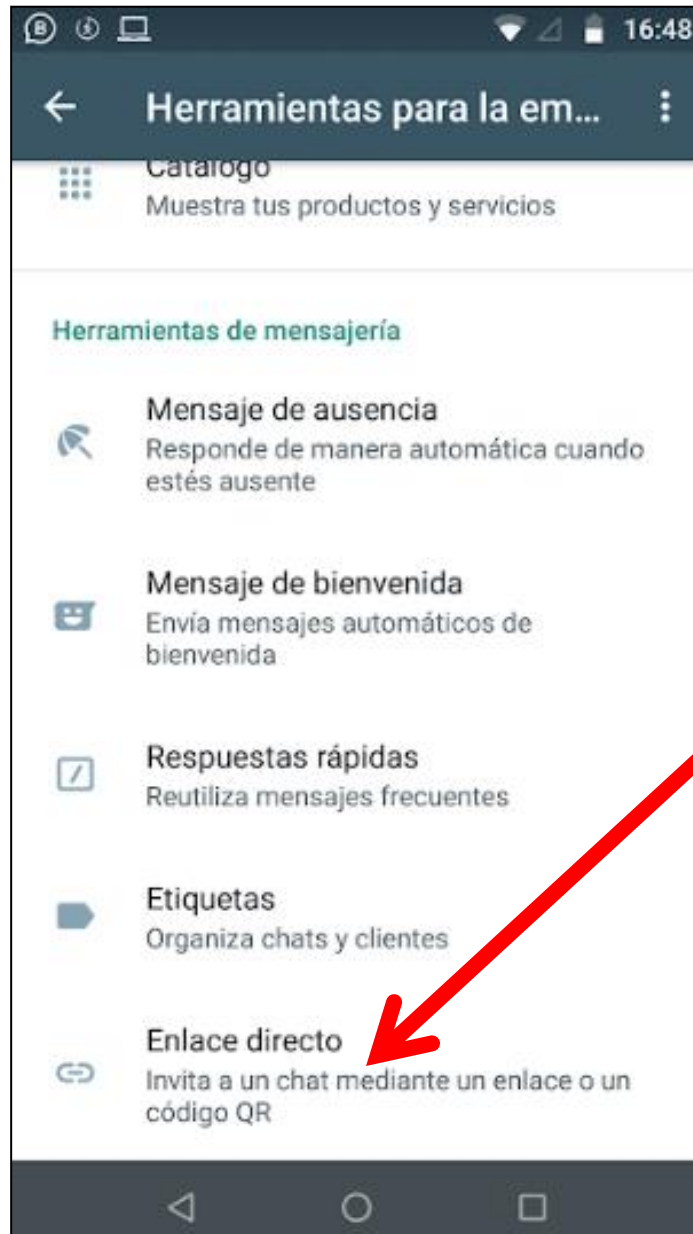 16:48
Herramientas para la em...
Catálogo
Muestra tus productos y servicios
Herramientas de mensajería
Mensaje de ausencia
Responde de manera automática cuando
estés ausente
Mensaje de bienvenida
Envía mensajes automáticos de
bienvenida
Respuestas rápidas
Reutiliza mensajes frecuentes
Etiquetas
Organiza chats y clientes
Enlace directo
Invita a un chat mediante un enlace o un
código QR